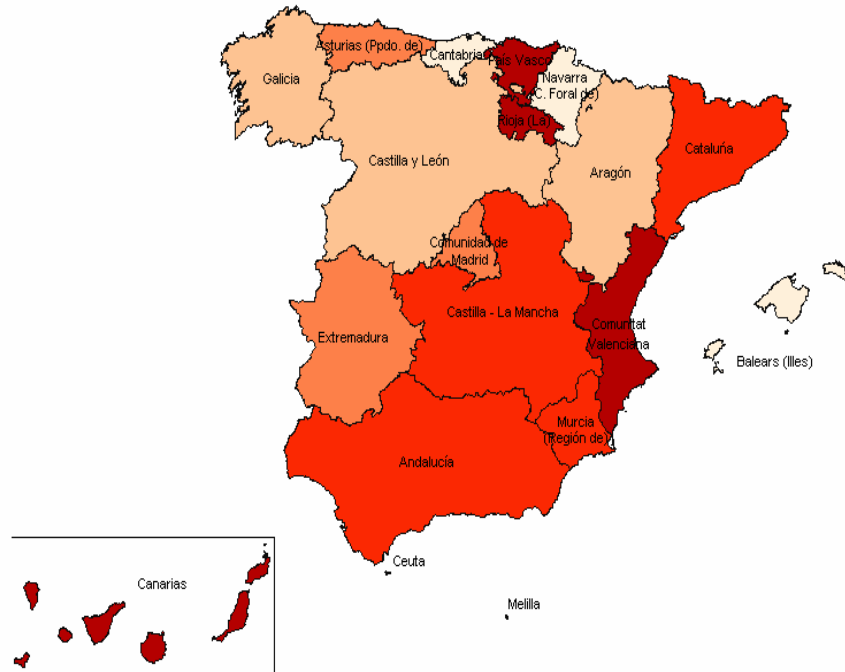 Asturias (Ppdo. de)
Cantabria
País Vasco
Galicia
Navarra
(C. Foral de)
Rioja (La)
Cataluña
Castilla y León
Aragón
Comunidad de
Madrid
Castilla - La Mancha
Comunitat
Valenciana
Extremadura
Balears (Illes)
Murcia
(Región de)
Andalucía
Ceuta
Canarias
Melilla